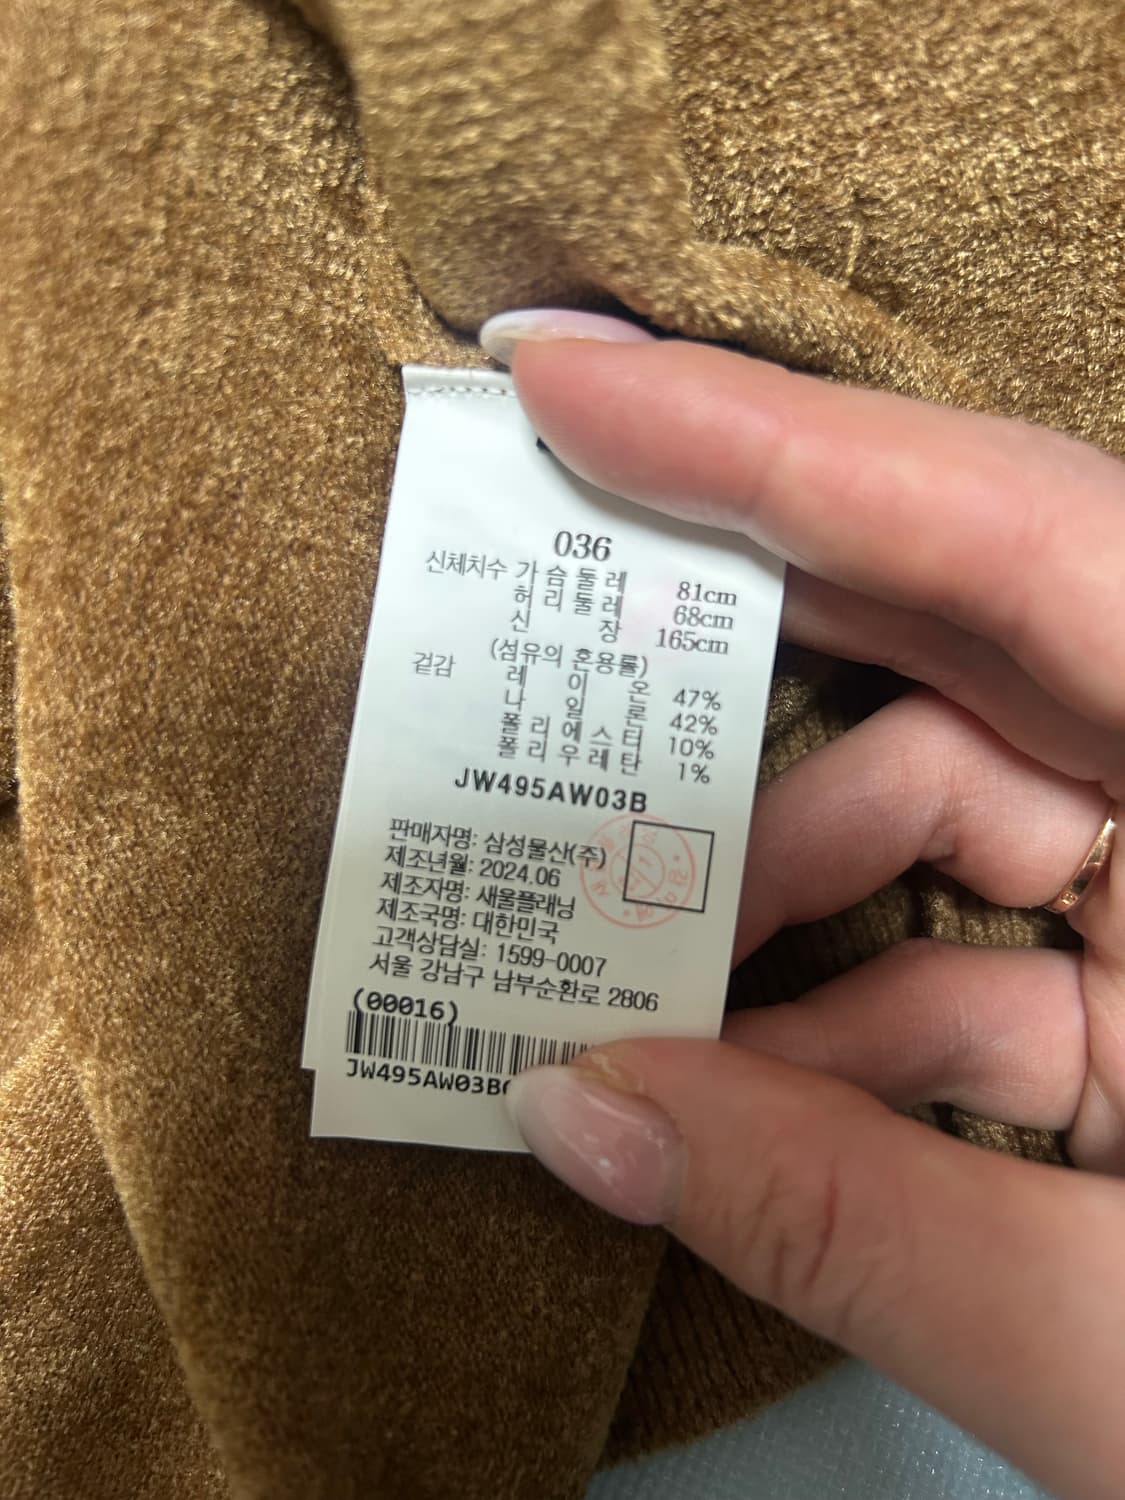 036
신체치수 가슴둘레 81cm
허리둘레 68cm
신장 165cm
(섬유의 혼용률)
겉감 레이온 47%
나일론 42%
폴리에스터 10%
폴리우레탄 1%
JW495AW03B
판매자명: 삼성물산(주)
제조년월: 2024.06
제조자명: 새울플래닝
제조국명: 대한민국
고객상담실: 1599-0007
서울 강남구 남부순환로 2806
(00016)
JW495AW03B